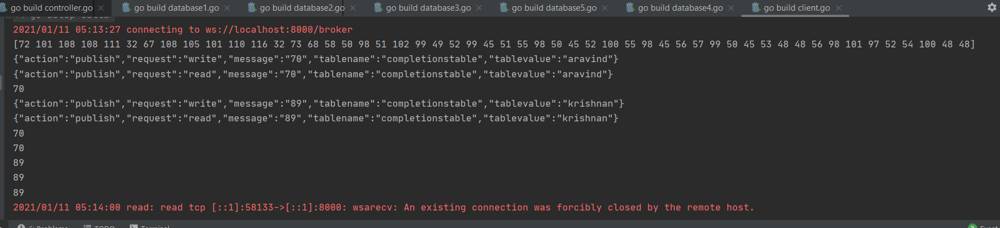 go build controller.go go build database1.go go build database2.go go build database3.go go build database5.go go build database4.go go build client.go
2021/01/11 05:13:27 connecting to ws://localhost:8000/broker
[72 101 108 108 111 32 67 108 105 101 110 116 32 73 68 58 50 98 51 102 99 49 52 99 45 51 55 98 50 45 52 100 55 98 45 56 57 99 50 45 53 48 48 56 98 101 97 52 54 100 48 48]
{"action":"publish","request":"write","message":"70","tablename":"completionstable","tablevalue":"aravind"}
{"action":"publish","request":"read","message":"70","tablename":"completionstable","tablevalue":"aravind"}
70
{"action":"publish","request":"write","message":"89","tablename":"completionstable","tablevalue":"krishnan"}
{"action":"publish","request":"read","message":"89","tablename":"completionstable","tablevalue":"krishnan"}
70
70
89
89
89
2021/01/11 05:14:00 read: read tcp [::1]:58133->[::1]:8000: wsarecv: An existing connection was forcibly closed by the remote host.
6: Problems TODO Terminal Event